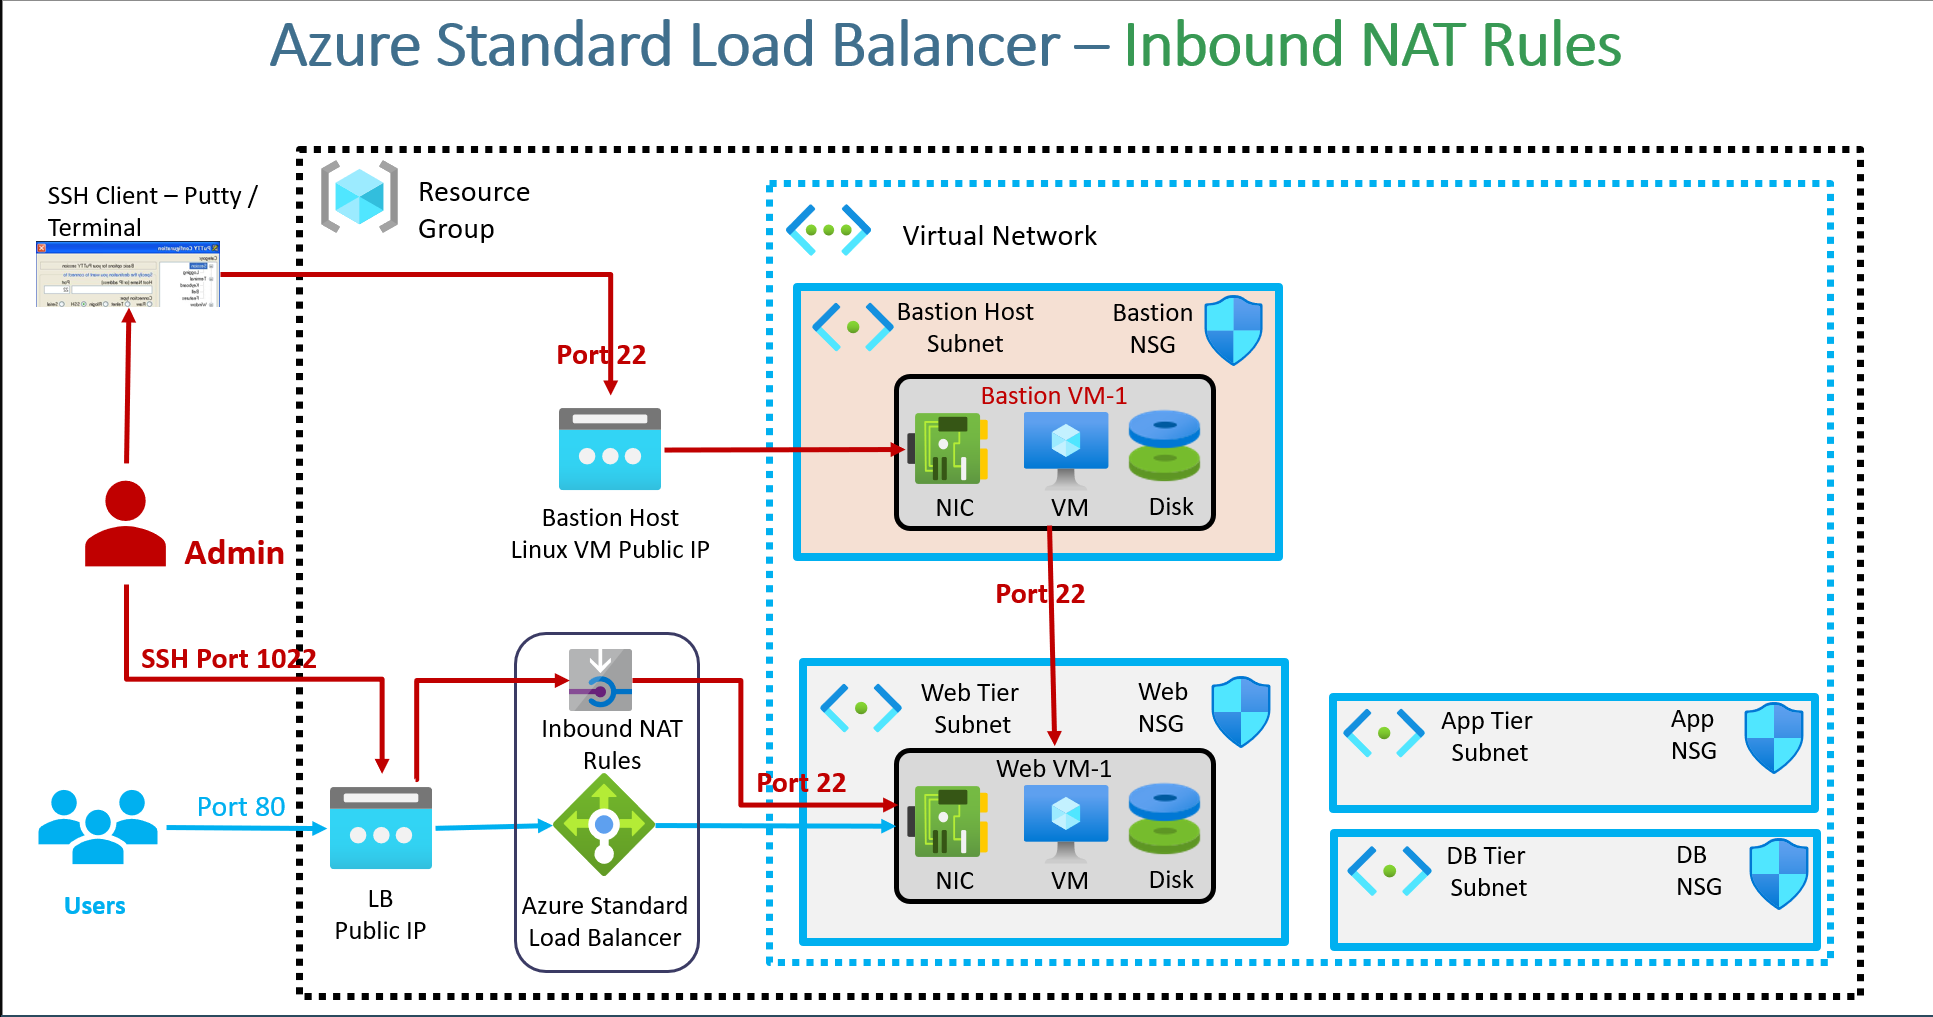 Azure Standard Load Balancer – Inbound NAT Rules
SSH Client – Putty /
Terminal
Resource
Group
Virtual Network
Bastion Host
Subnet
Bastion
NSG
Port 22
Bastion VM-1
NIC
VM
Disk
Bastion Host
Linux VM Public IP
Admin
Port 22
SSH Port 1022
Inbound NAT
Rules
Web Tier
Subnet
Web
NSG
Port 22
Web VM-1
NIC
VM
Disk
App Tier
Subnet
App
NSG
DB Tier
Subnet
DB
NSG
Port 80
Users
LB
Public IP
Azure Standard
Load Balancer